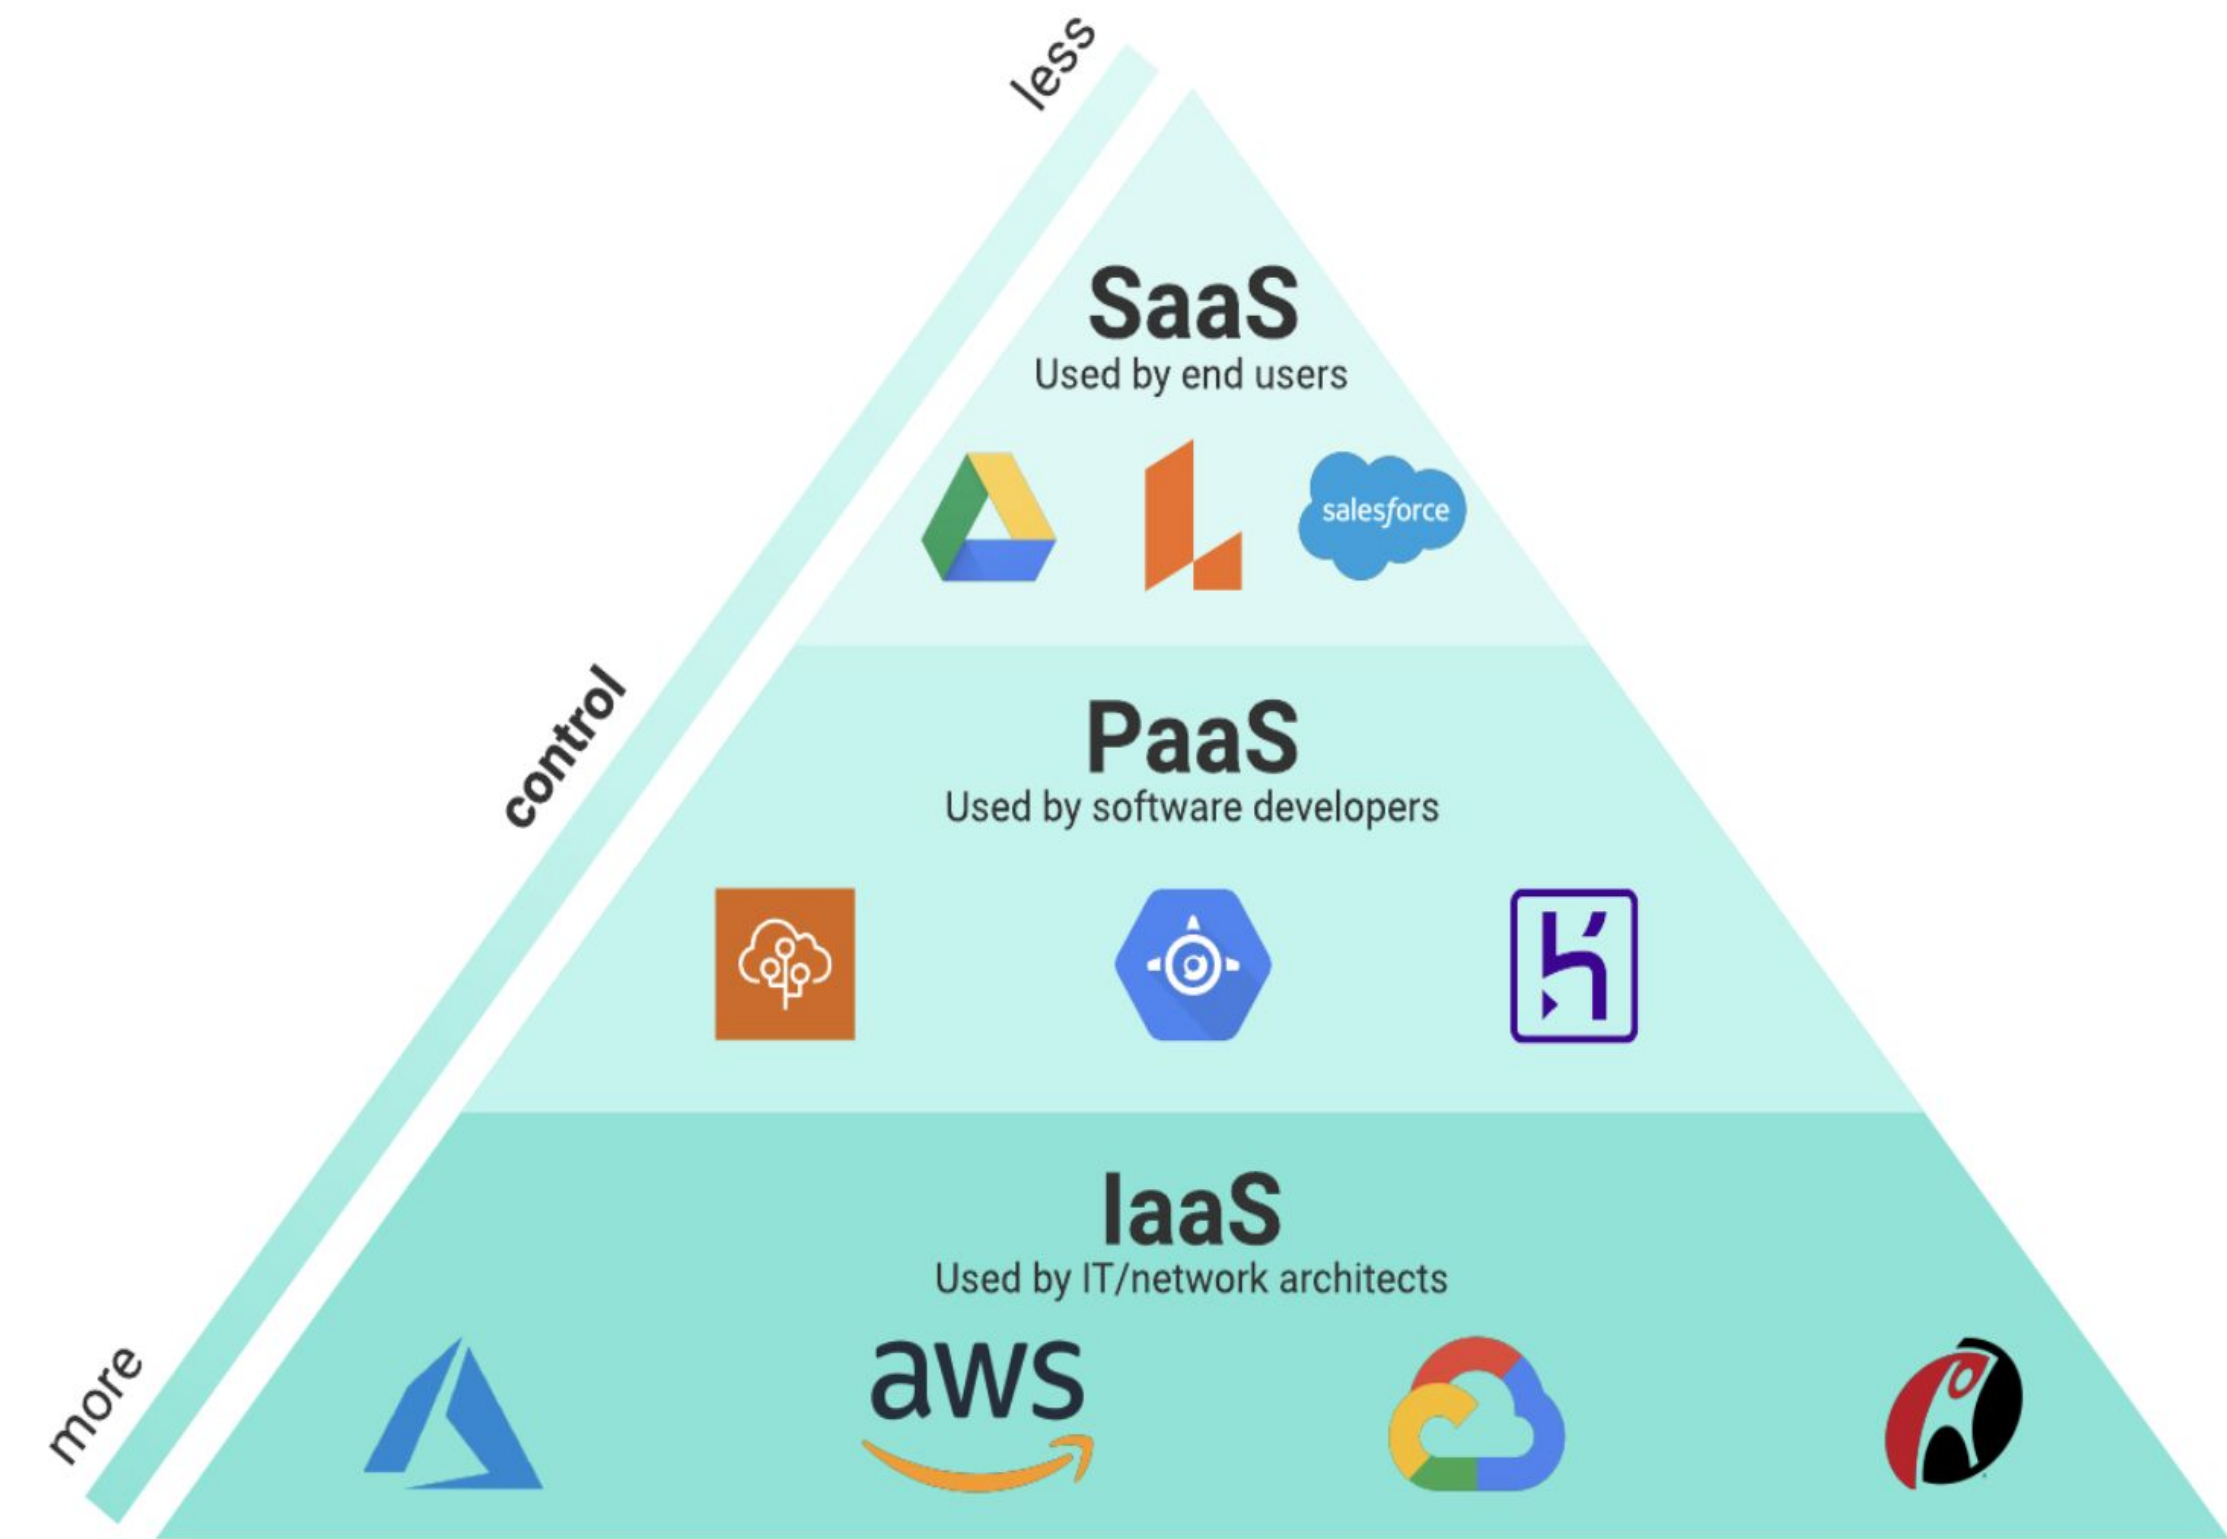 less
SaaS
Used by end users
salesforce
control
PaaS
Used by software developers
IaaS
Used by IT/network architects
more
aws